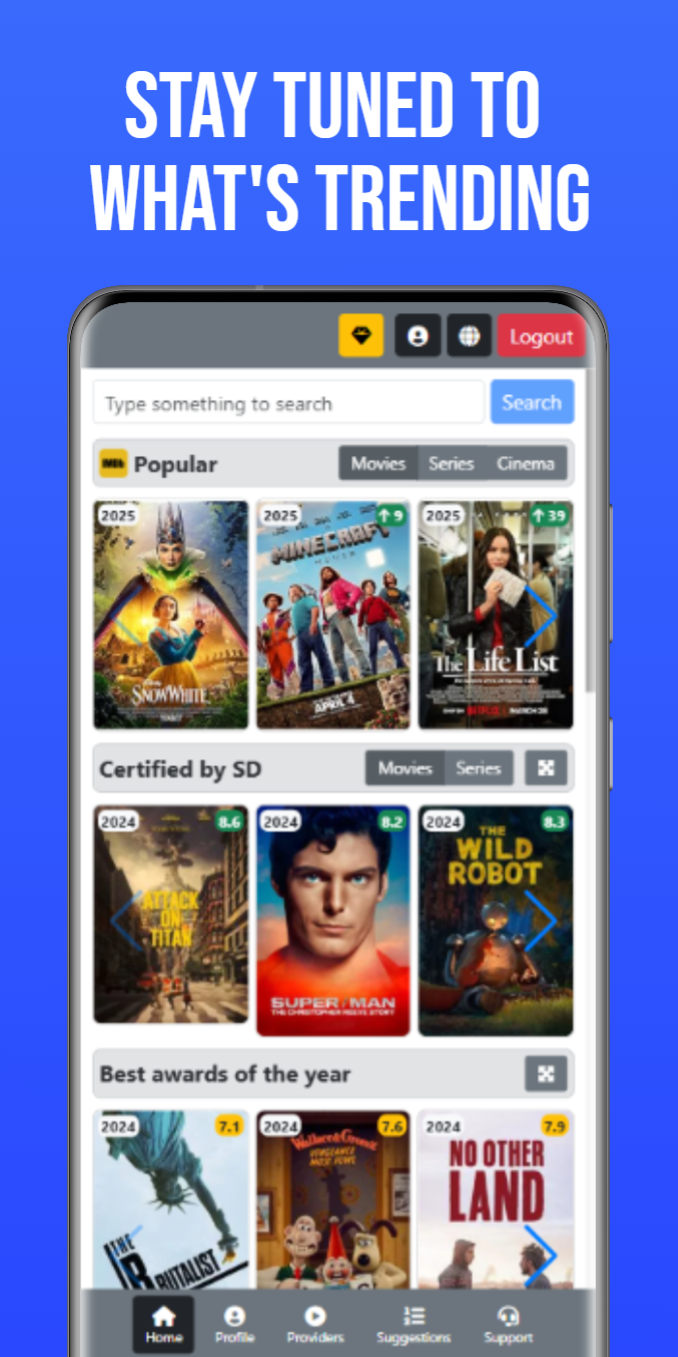 STAY TUNED TO
WHAT'S TRENDING
Logout
Type something to search
Search
IMDb Popular
Movies Series Cinema
2025
2025 ↑ 9
2025 ↑ 39
SNOW WHITE
MINECRAFT
MOVIE
APRIL 4
The Life List
NETFLIX MARCH 28
Certified by SD
Movies Series
2024 8.6
2024 8.2
2024 8.3
ATTACK
ON
TITAN
SUPER/MAN
THE CHRISTOPHER REEVE STORY
THE
WILD
ROBOT
Best awards of the year
2024 7.1
2024 7.6
2024 7.9
THE
BRUTALIST
Wallace & Gromit
VENGEANCE
MOST FOWL
NO OTHER
LAND
Home
Profile
Providers
Suggestions
Support